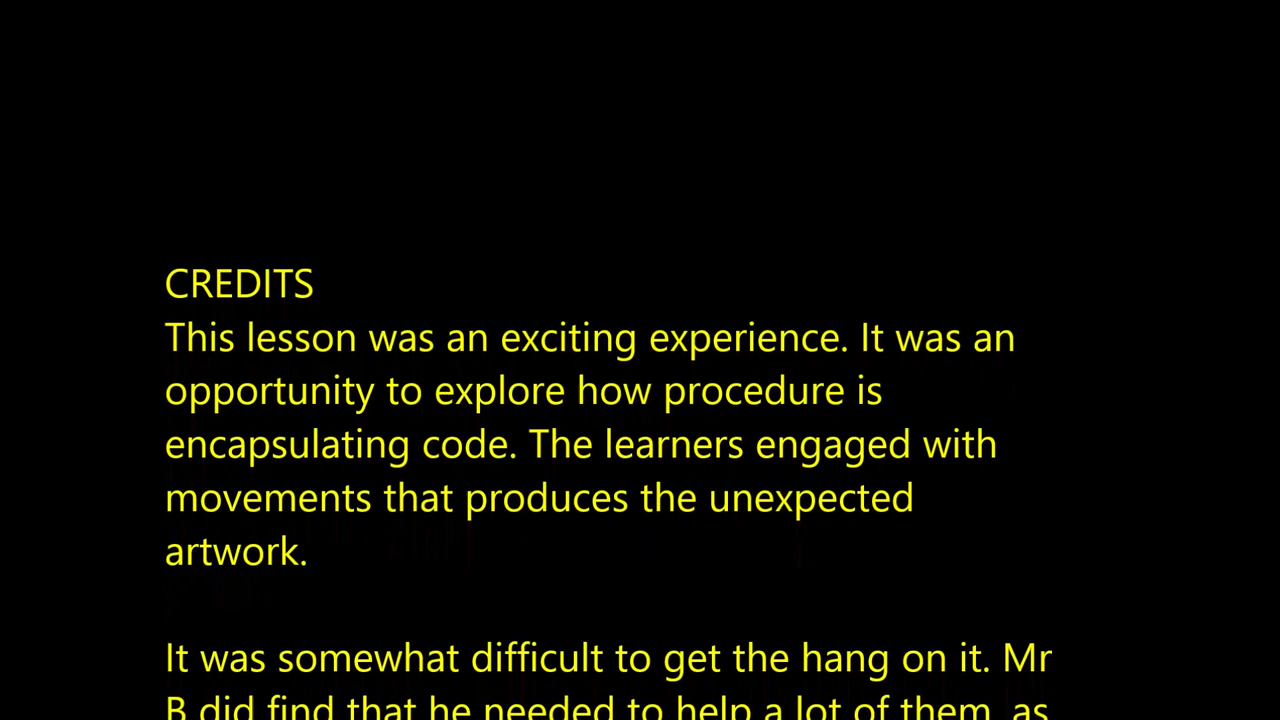 CREDITS
This lesson was an exciting experience. It was an
opportunity to explore how procedure is
encapsulating code. The learners engaged with
movements that produces the unexpected
artwork.
It was somewhat difficult to get the hang on it. Mr
B did find that he needed to help a lot of them, as